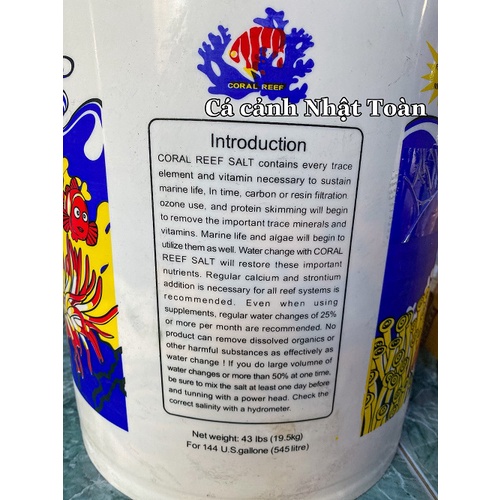 CORAL REEF
Cá cảnh Nhật Toàn
Introduction
CORAL REEF SALT contains every trace
element and vitamin necessary to sustain
marine life, In time, carbon or resin filtration
ozone use, and protein skimming will begin
to remove the important trace minerals and
vitamins. Marine life and algae will begin to
utilize them as well. Water change with CORAL
REEF SALT will restore these important
nutrients. Regular calcium and strontium
addition is necessary for all reef systems is
recommended. Even when using
supplements, regular water changes of 25%
or more per month are recommended. No
product can remove dissolved organics or
other harmful substances as effectively as
water change ! If you do large volumne of
water changes or more than 50% at one time,
be sure to mix the salt at least one day before
and tunning with a power head. Check the
correct salinity with a hydrometer.
Net weight: 43 lbs (19.5kg)
For 144 U.S.gallone (545 litre)